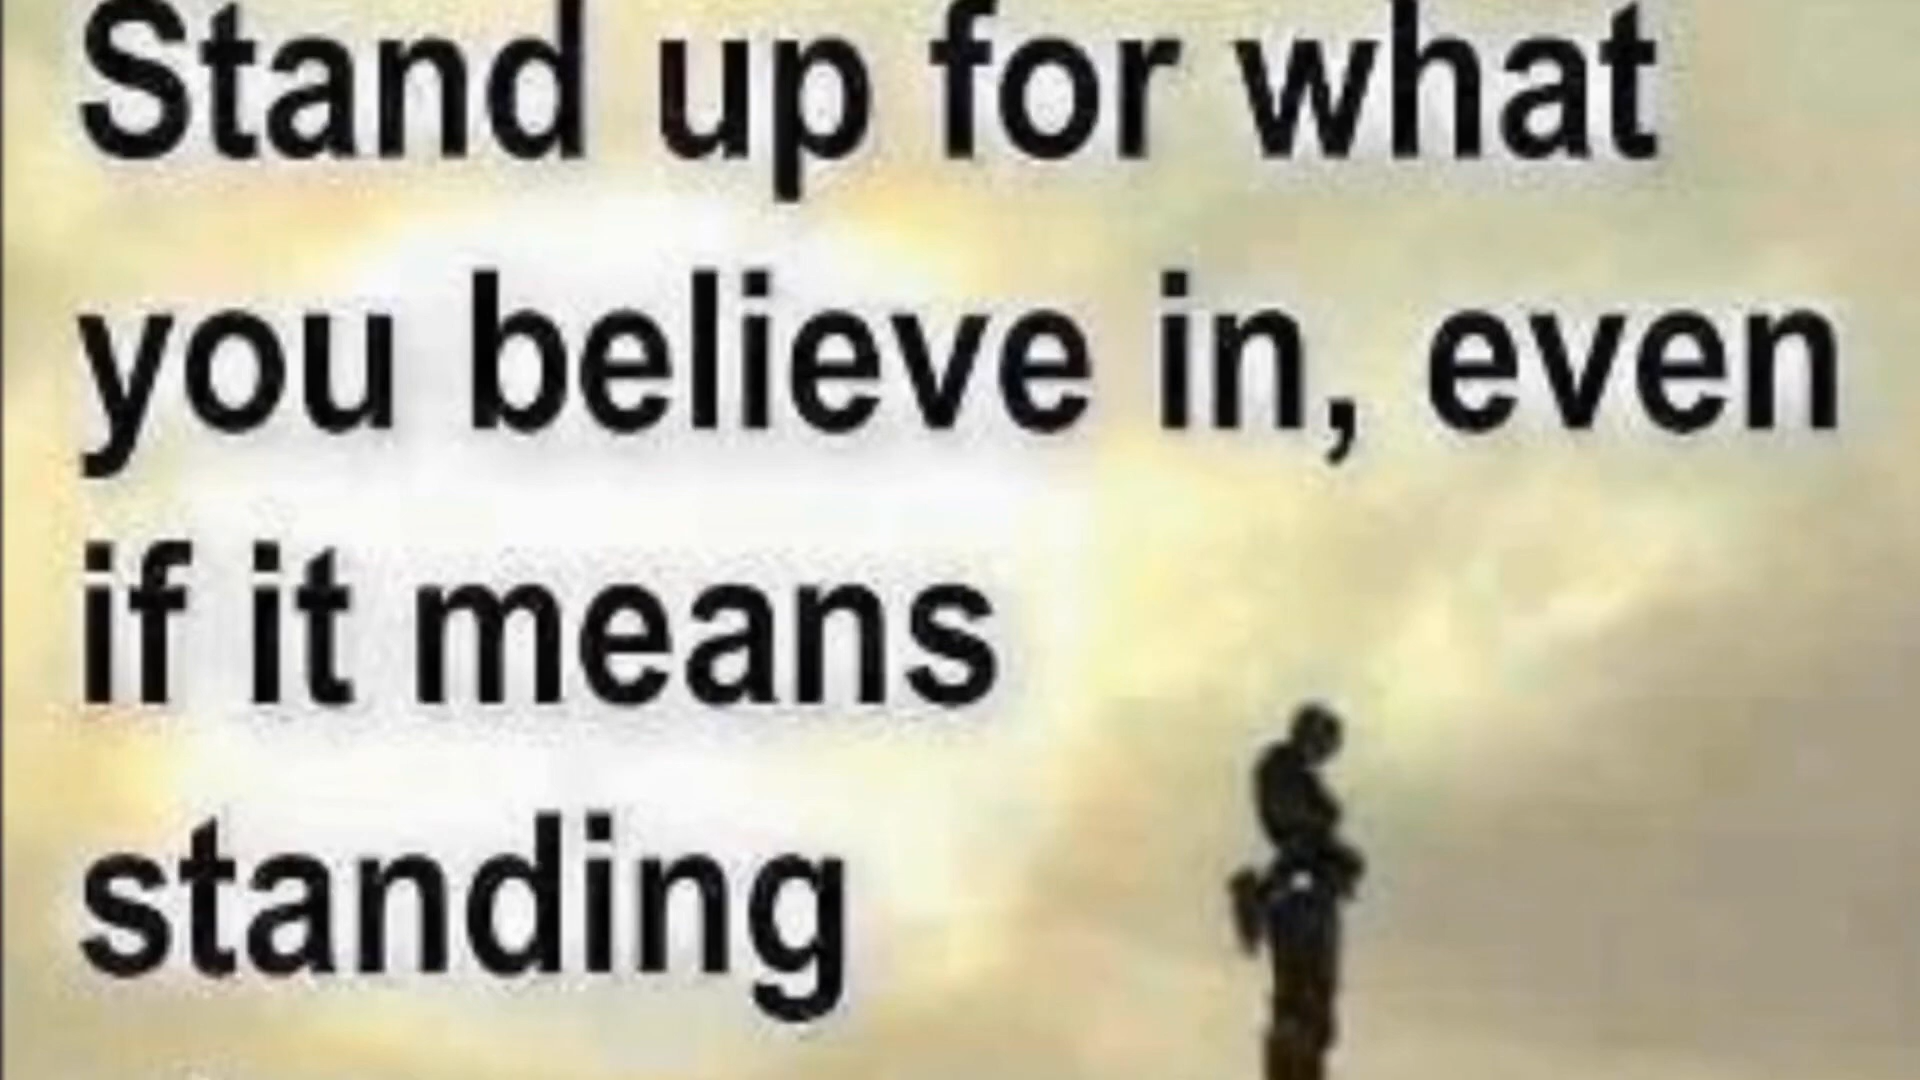 Stand up for what
you believe in, even
if it means
standing